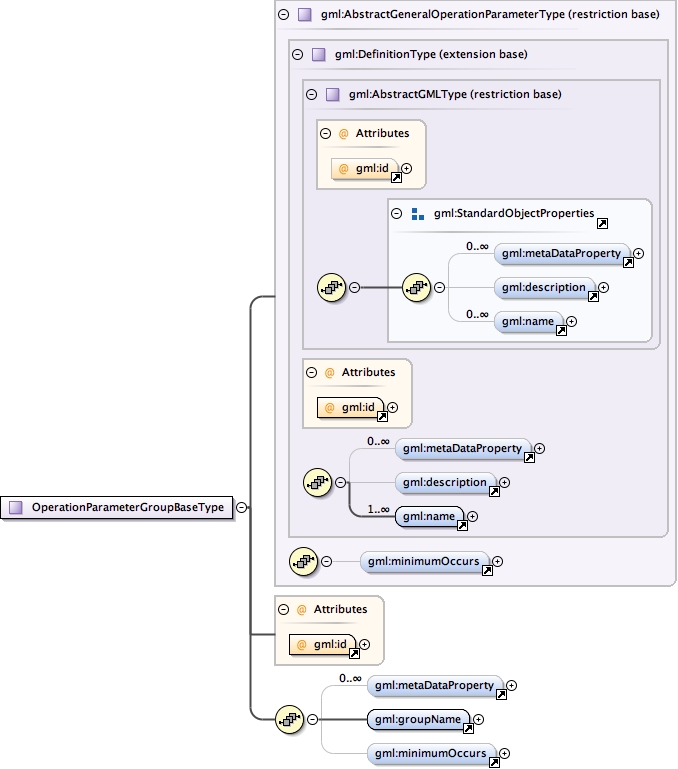 gml:AbstractGeneralOperationParameterType (restriction base)
gml:DefinitionType (extension base)
gml:AbstractGMLType (restriction base)
@ Attributes
@ gml:id
gml:StandardObjectProperties
0..∞
gml:metaDataProperty
gml:description
0..∞
gml:name
@ Attributes
@ gml:id
0..∞
gml:metaDataProperty
gml:description
1..∞
gml:name
OperationParameterGroupBaseType
gml:minimumOccurs
@ Attributes
@ gml:id
0..∞
gml:metaDataProperty
gml:groupName
gml:minimumOccurs